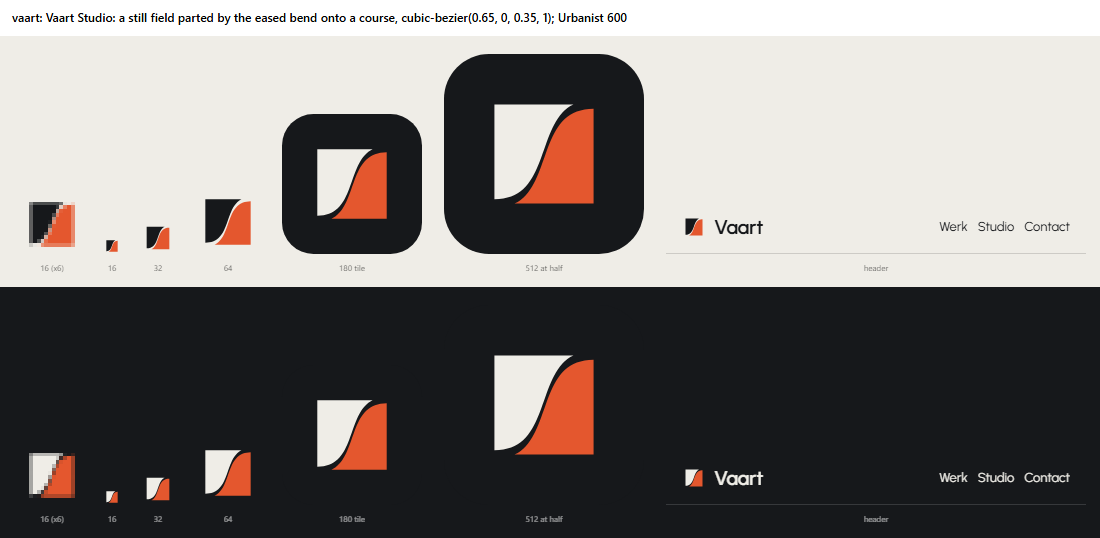 vaart: Vaart Studio: a still field parted by the eased bend onto a course, cubic-bezier(0.65, 0, 0.35, 1); Urbanist 600
Vaart Werk Studio Contact
16 (x6) 16 32 64 180 tile 512 at half header
Vaart Werk Studio Contact
16 (x6) 16 32 64 180 tile 512 at half header